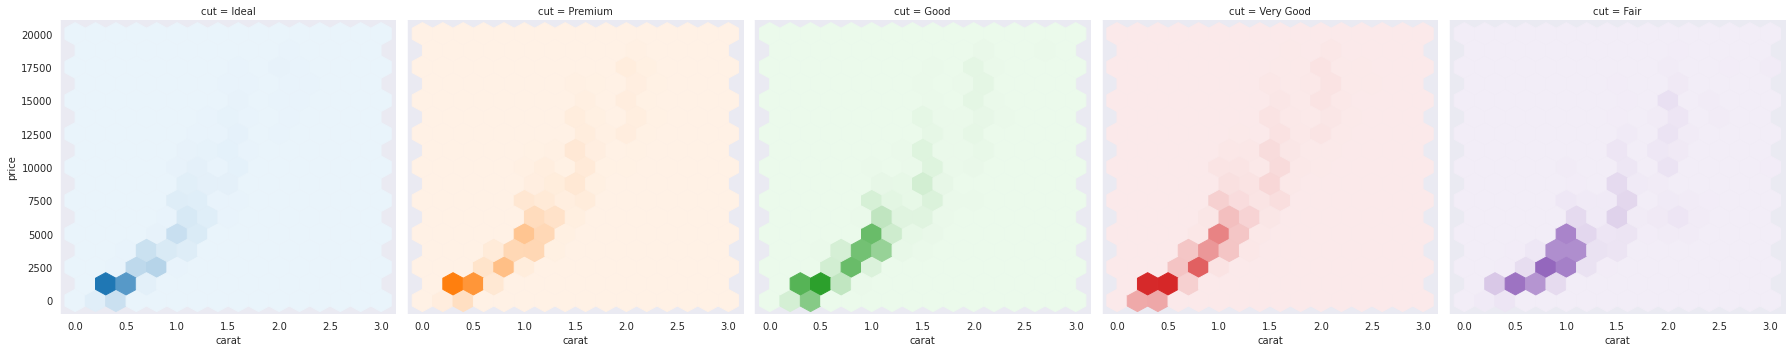 cut = Ideal
cut = Premium
cut = Good
cut = Very Good
cut = Fair
price
20000
17500
15000
12500
10000
7500
5000
2500
0
0.0 0.5 1.0 1.5 2.0 2.5 3.0
0.0 0.5 1.0 1.5 2.0 2.5 3.0
0.0 0.5 1.0 1.5 2.0 2.5 3.0
0.0 0.5 1.0 1.5 2.0 2.5 3.0
0.0 0.5 1.0 1.5 2.0 2.5 3.0
carat
carat
carat
carat
carat